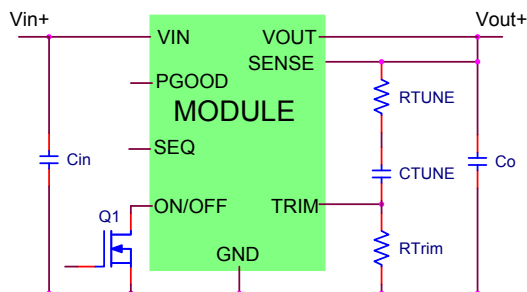 Vin+
Vout+
VIN
VOUT
SENSE
PGOOD
RTUNE
MODULE
SEQ
Cin
CTUNE
Co
Q1
ON/OFF
TRIM
GND
RTrim